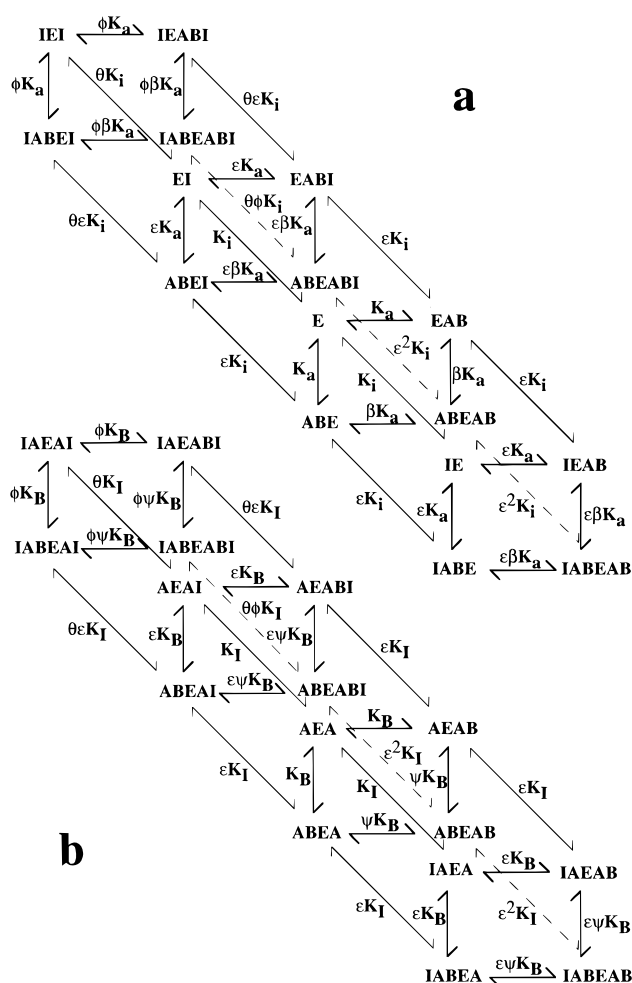 IEI ϕKa IEABI
ϕKa θKi ϕβKa θεKi a
IABEI ϕβKa IABEABI
EI εKa EABI
θεKi εKa Ki θϕKi εβKa εKi
ABEI εβKa ABEABI
E Ka EAB
εKi Ka Ki ε²Ki βKa εKi
ABE βKa ABEAB
IE εKa IEAB
εKi εKa ε²Ki εβKa
IABE εβKa IABEAB
IAEAI ϕKB IAEABI
ϕKB θKI ϕψKB θεKI
IABEAI ϕψKB IABEABI
AEAI εKB AEABI
θεKI εKB KI θϕKI εψKB εKI
ABEAI εψKB ABEABI
AEA KB AEAB
εKI KB KI ε²KI ψKB εKI
b ABEA ψKB ABEAB
IAEA εKB IAEAB
εKI εKB ε²KI εψKB
IABEA εψKB IABEAB